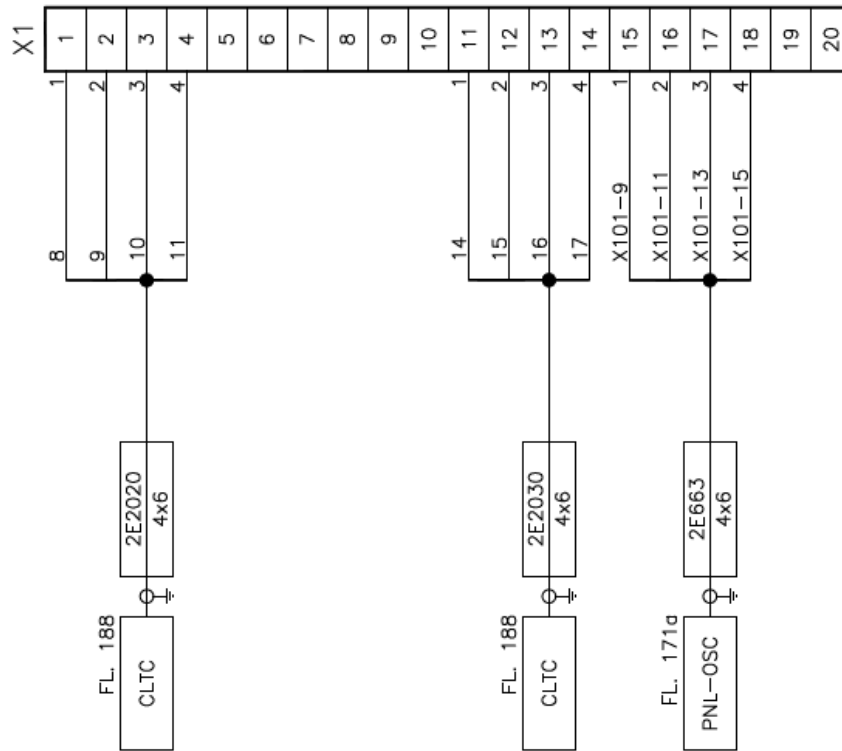 X1
1 2 3 4 5 6 7 8 9 10 11 12 13 14 15 16 17 18 19 20
1 2 3 4 1 2 3 4 1 2 3 4
8 9 10 11 14 15 16 17 X101-9 X101-11 X101-13 X101-15
2E2020
4x6
2E2030
4x6
2E663
4x6
FL. 188
CLTC
FL. 188
CLTC
FL. 171a
PNL-OSC